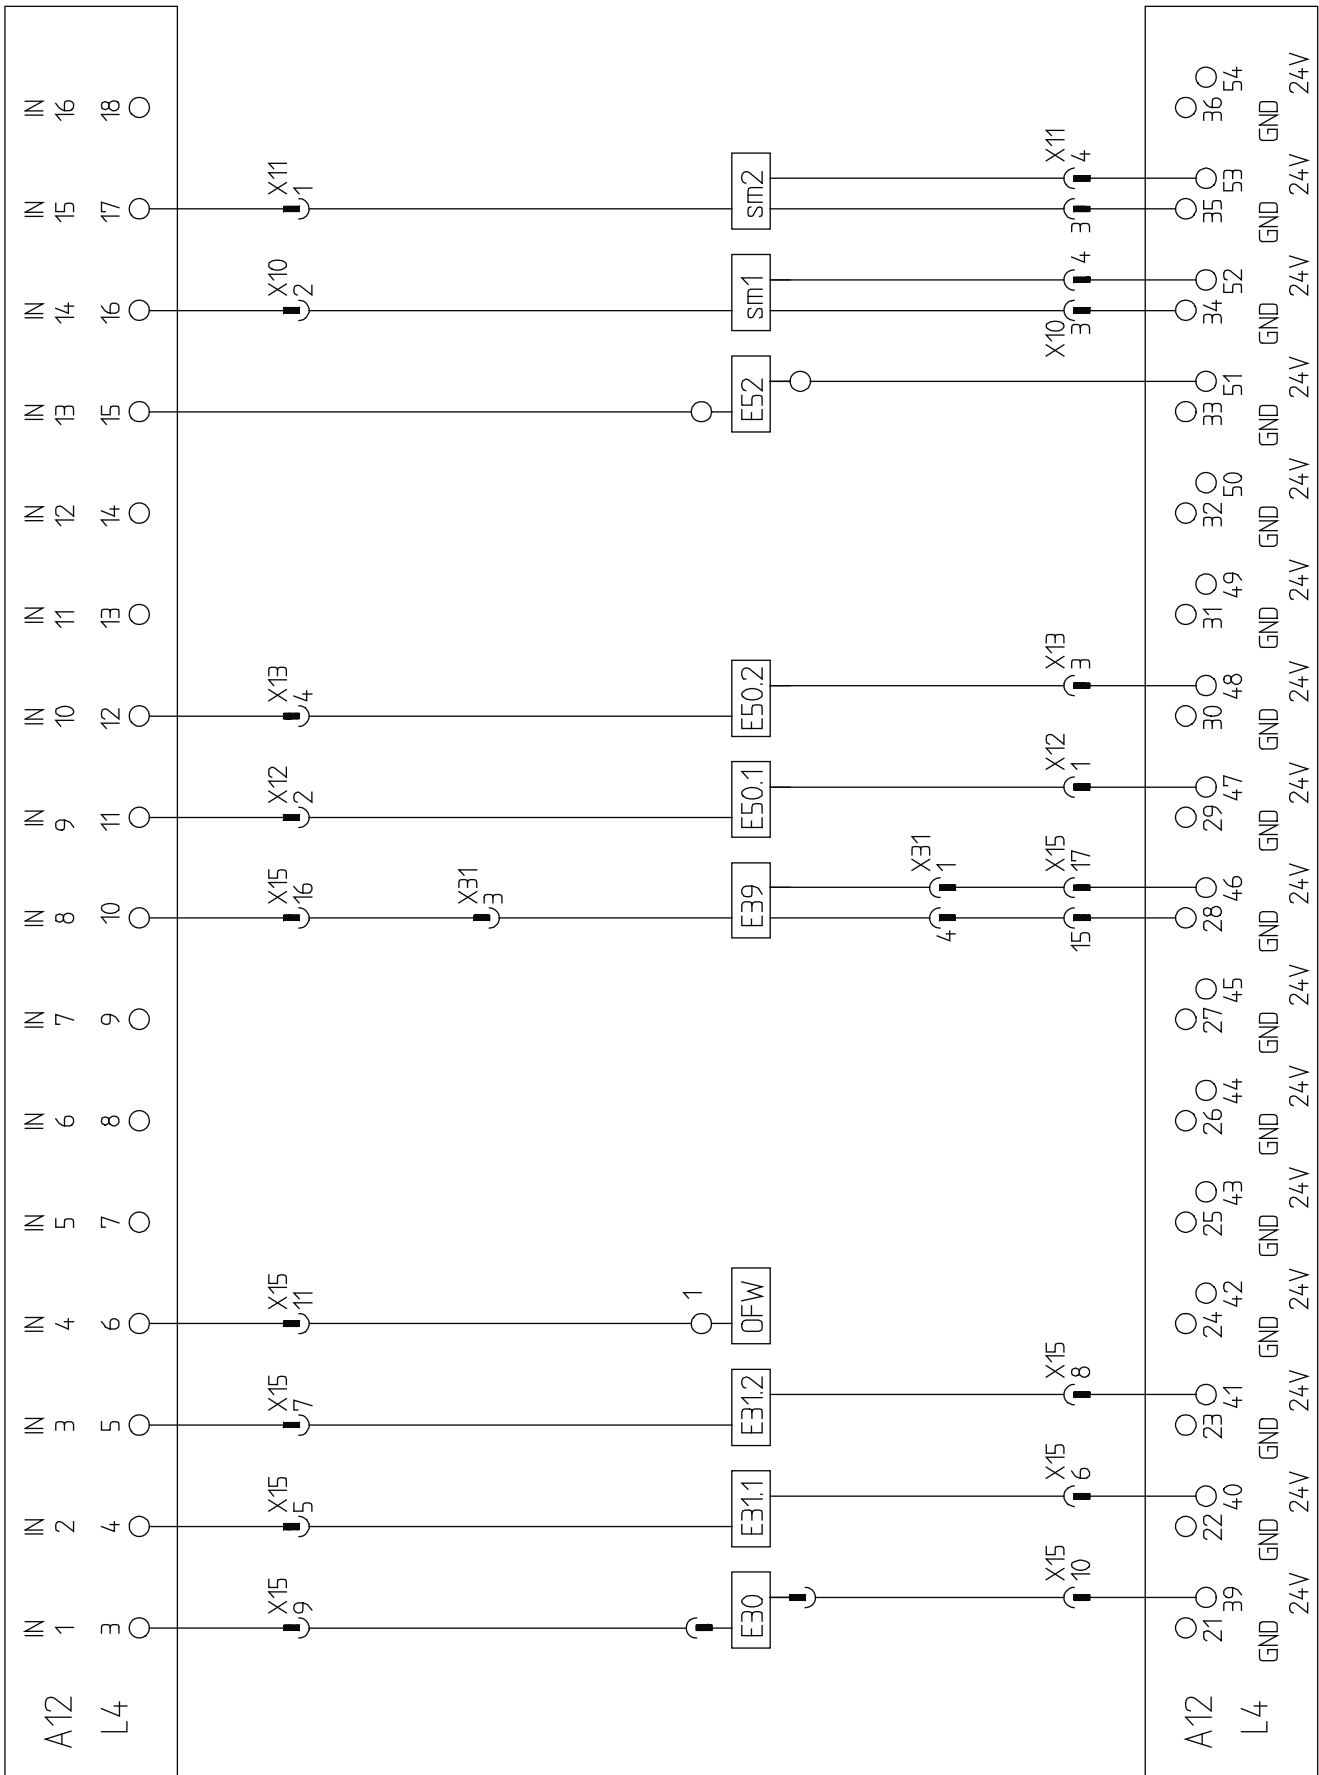 A12 IN 1 IN 2 IN 3 IN 4 IN 5 IN 6 IN 7 IN 8 IN 9 IN 10 IN 11 IN 12 IN 13 IN 14 IN 15 IN 16
L4 3 4 5 6 7 8 9 10 11 12 13 14 15 16 17 18
X15 X15 X15 X15 X15 X12 X13 X10 X11
9 5 7 11 16 2 4 2 1
X31
3
1
E30 E31.1 E31.2 OFW E39 E50.1 E50.2 E52 sm1 sm2
X31
4 1
X15 X15 X15 X15 X12 X13 X10 X11
10 6 8 15 17 1 3 3 4 3 4
A12 21 39 22 40 23 41 24 42 25 43 26 44 27 45 28 46 29 47 30 48 31 49 32 50 33 51 34 52 35 53 36 54
L4 GND GND GND GND GND GND GND GND GND GND GND GND GND GND GND GND
24V 24V 24V 24V 24V 24V 24V 24V 24V 24V 24V 24V 24V 24V 24V 24V